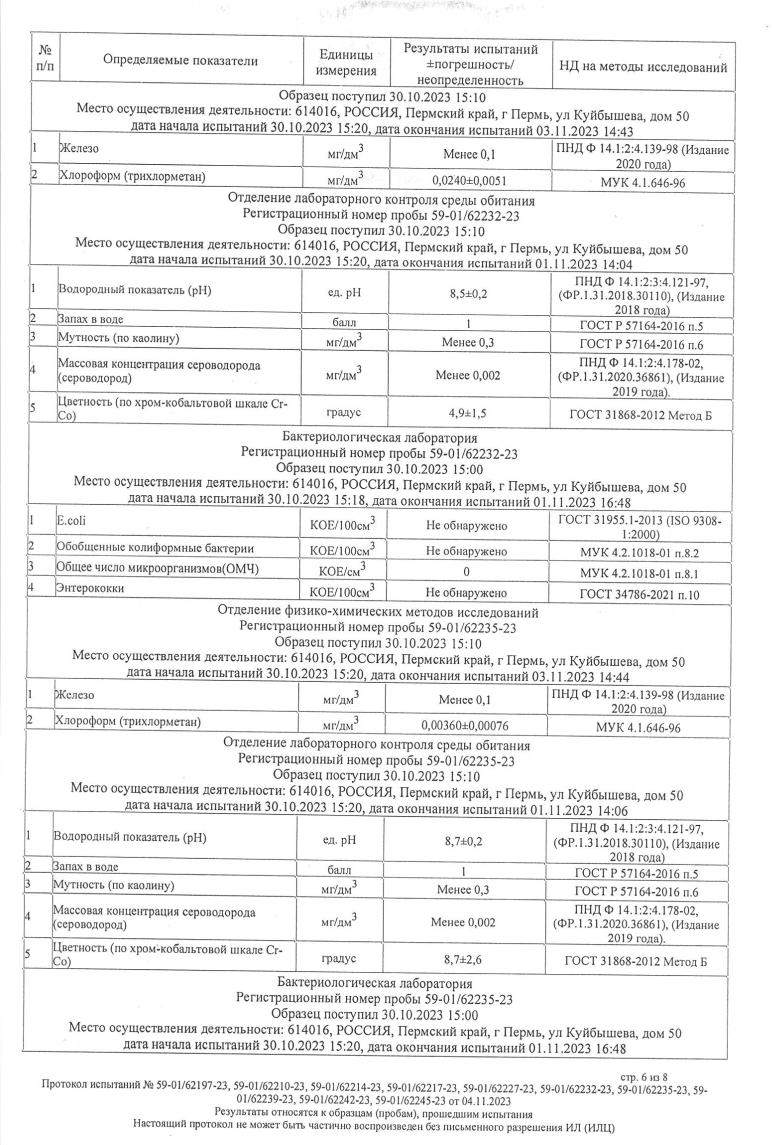 № п/п | Определяемые показатели | Единицы измерения | Результаты испытаний ±погрешность/ неопределенность | НД на методы исследований
Образец поступил 30.10.2023 15:10
Место осуществления деятельности: 614016, РОССИЯ, Пермский край, г Пермь, ул Куйбышева, дом 50
дата начала испытаний 30.10.2023 15:20, дата окончания испытаний 03.11.2023 14:43
1 | Железо | мг/дм³ | Менее 0,1 | ПНД Ф 14.1:2:4.139-98 (Издание 2020 года)
2 | Хлороформ (трихлорметан) | мг/дм³ | 0,0240±0,0051 | МУК 4.1.646-96
Отделение лабораторного контроля среды обитания
Регистрационный номер пробы 59-01/62232-23
Образец поступил 30.10.2023 15:10
Место осуществления деятельности: 614016, РОССИЯ, Пермский край, г Пермь, ул Куйбышева, дом 50
дата начала испытаний 30.10.2023 15:20, дата окончания испытаний 01.11.2023 14:04
1 | Водородный показатель (pH) | ед. pH | 8,5±0,2 | ПНД Ф 14.1:2:3:4.121-97, (ФР.1.31.2018.30110), (Издание 2018 года)
2 | Запах в воде | балл | 1 | ГОСТ Р 57164-2016 п.5
3 | Мутность (по каолину) | мг/дм³ | Менее 0,3 | ГОСТ Р 57164-2016 п.6
4 | Массовая концентрация сероводорода (сероводород) | мг/дм³ | Менее 0,002 | ПНД Ф 14.1:2:4.178-02, (ФР.1.31.2020.36861), (Издание 2019 года).
5 | Цветность (по хром-кобальтовой шкале Cr-Co) | градус | 4,9±1,5 | ГОСТ 31868-2012 Метод Б
Бактериологическая лаборатория
Регистрационный номер пробы 59-01/62232-23
Образец поступил 30.10.2023 15:00
Место осуществления деятельности: 614016, РОССИЯ, Пермский край, г Пермь, ул Куйбышева, дом 50
дата начала испытаний 30.10.2023 15:18, дата окончания испытаний 01.11.2023 16:48
1 | E.coli | КОЕ/100см³ | Не обнаружено | ГОСТ 31955.1-2013 (ISO 9308-1:2000)
2 | Обобщенные колиформные бактерии | КОЕ/100см³ | Не обнаружено | МУК 4.2.1018-01 п.8.2
3 | Общее число микроорганизмов(ОМЧ) | КОЕ/см³ | 0 | МУК 4.2.1018-01 п.8.1
4 | Энтерококки | КОЕ/100см³ | Не обнаружено | ГОСТ 34786-2021 п.10
Отделение физико-химических методов исследований
Регистрационный номер пробы 59-01/62235-23
Образец поступил 30.10.2023 15:10
Место осуществления деятельности: 614016, РОССИЯ, Пермский край, г Пермь, ул Куйбышева, дом 50
дата начала испытаний 30.10.2023 15:20, дата окончания испытаний 03.11.2023 14:44
1 | Железо | мг/дм³ | Менее 0,1 | ПНД Ф 14.1:2:4.139-98 (Издание 2020 года)
2 | Хлороформ (трихлорметан) | мг/дм³ | 0,00360±0,00076 | МУК 4.1.646-96
Отделение лабораторного контроля среды обитания
Регистрационный номер пробы 59-01/62235-23
Образец поступил 30.10.2023 15:10
Место осуществления деятельности: 614016, РОССИЯ, Пермский край, г Пермь, ул Куйбышева, дом 50
дата начала испытаний 30.10.2023 15:20, дата окончания испытаний 01.11.2023 14:06
1 | Водородный показатель (pH) | ед. pH | 8,7±0,2 | ПНД Ф 14.1:2:3:4.121-97, (ФР.1.31.2018.30110), (Издание 2018 года)
2 | Запах в воде | балл | 1 | ГОСТ Р 57164-2016 п.5
3 | Мутность (по каолину) | мг/дм³ | Менее 0,3 | ГОСТ Р 57164-2016 п.6
4 | Массовая концентрация сероводорода (сероводород) | мг/дм³ | Менее 0,002 | ПНД Ф 14.1:2:4.178-02, (ФР.1.31.2020.36861), (Издание 2019 года).
5 | Цветность (по хром-кобальтовой шкале Cr-Co) | градус | 8,7±2,6 | ГОСТ 31868-2012 Метод Б
Бактериологическая лаборатория
Регистрационный номер пробы 59-01/62235-23
Образец поступил 30.10.2023 15:00
Место осуществления деятельности: 614016, РОССИЯ, Пермский край, г Пермь, ул Куйбышева, дом 50
дата начала испытаний 30.10.2023 15:20, дата окончания испытаний 01.11.2023 16:48
стр. 6 из 8
Протокол испытаний № 59-01/62197-23, 59-01/62210-23, 59-01/62214-23, 59-01/62217-23, 59-01/62227-23, 59-01/62232-23, 59-01/62235-23, 59-
01/62239-23, 59-01/62242-23, 59-01/62245-23 от 04.11.2023
Результаты относятся к образцам (пробам), прошедшим испытания
Настоящий протокол не может быть частично воспроизведен без письменного разрешения ИЛ (ИЛЦ)